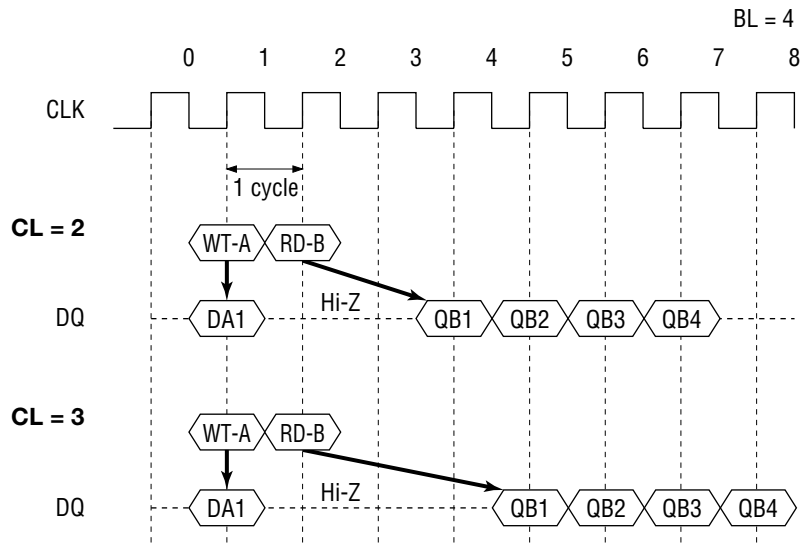 BL = 4
0 1 2 3 4 5 6 7 8
CLK
1 cycle
CL = 2
WT-A RD-B
Hi-Z
DQ DA1 QB1 QB2 QB3 QB4
CL = 3
WT-A RD-B
Hi-Z
DQ DA1 QB1 QB2 QB3 QB4